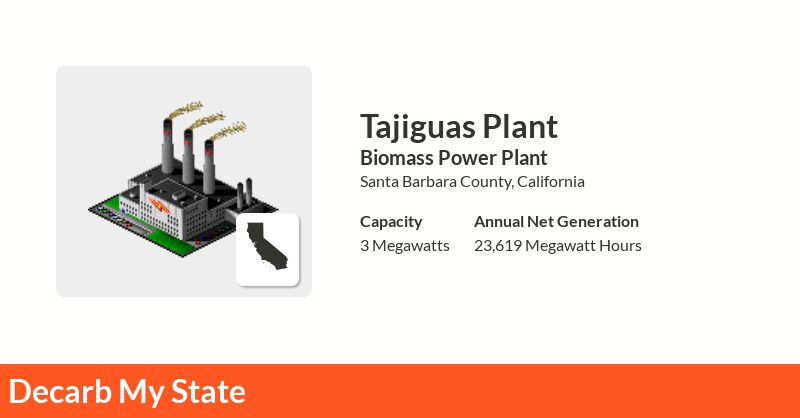 Tajiguas Plant
Biomass Power Plant
Santa Barbara County, California
Capacity
3 Megawatts
Annual Net Generation
23,619 Megawatt Hours
Decarb My State